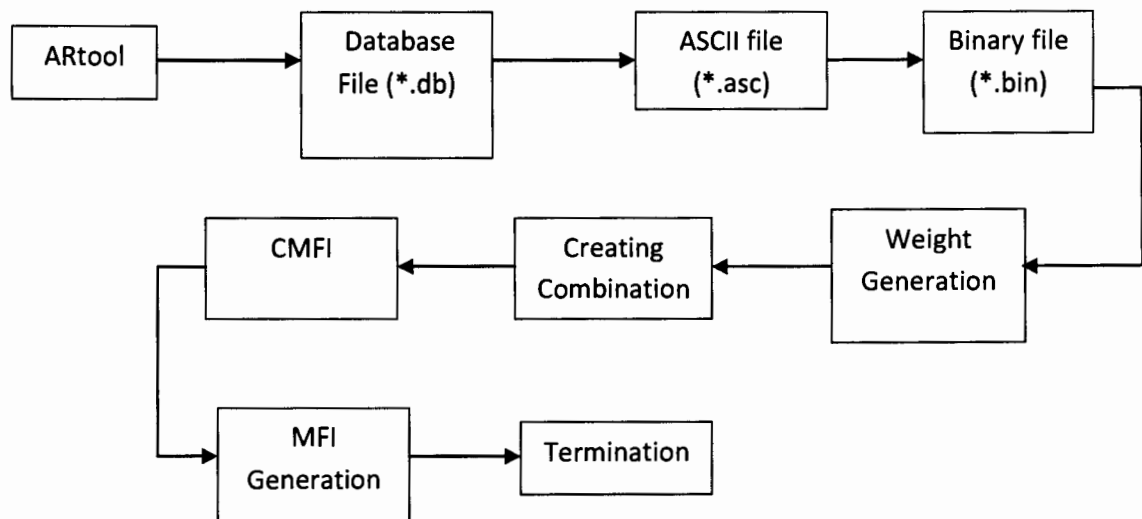 ARtool
Database
File (*.db)
ASCII file
(*.asc)
Binary file
(*.bin)
Weight
Generation
Creating
Combination
CMFI
MFI
Generation
Termination